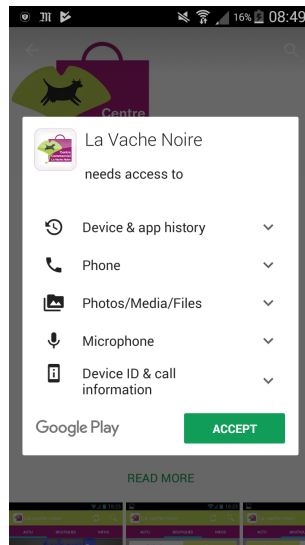 16% 08:49
Centre
La Vache Noire
needs access to
Device & app history
Phone
Photos/Media/Files
Microphone
Device ID & call
information
Google Play
ACCEPT
READ MORE